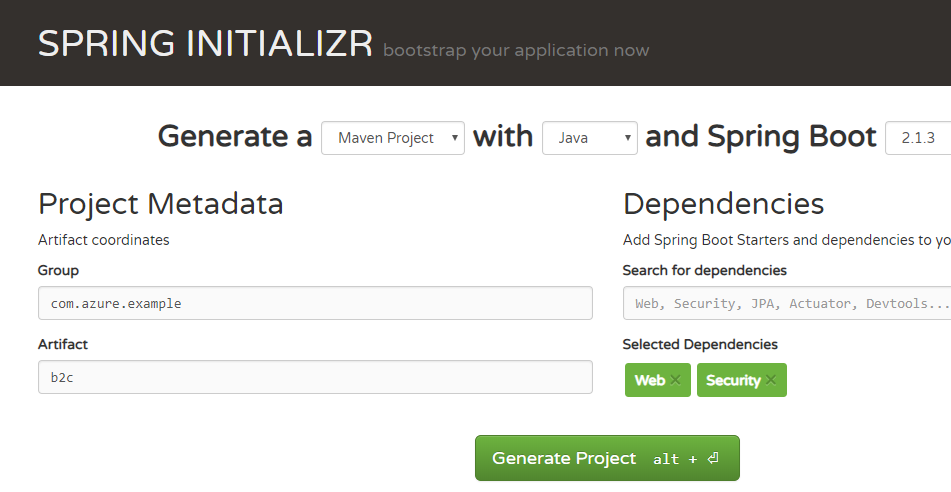 SPRING INITIALIZR bootstrap your application now
Generate a Maven Project with Java and Spring Boot 2.1.3
Project Metadata
Artifact coordinates
Group
com.azure.example
Artifact
b2c
Dependencies
Add Spring Boot Starters and dependencies to yo
Search for dependencies
Web, Security, JPA, Actuator, Devtools...
Selected Dependencies
Web × Security ×
Generate Project alt + ⏎